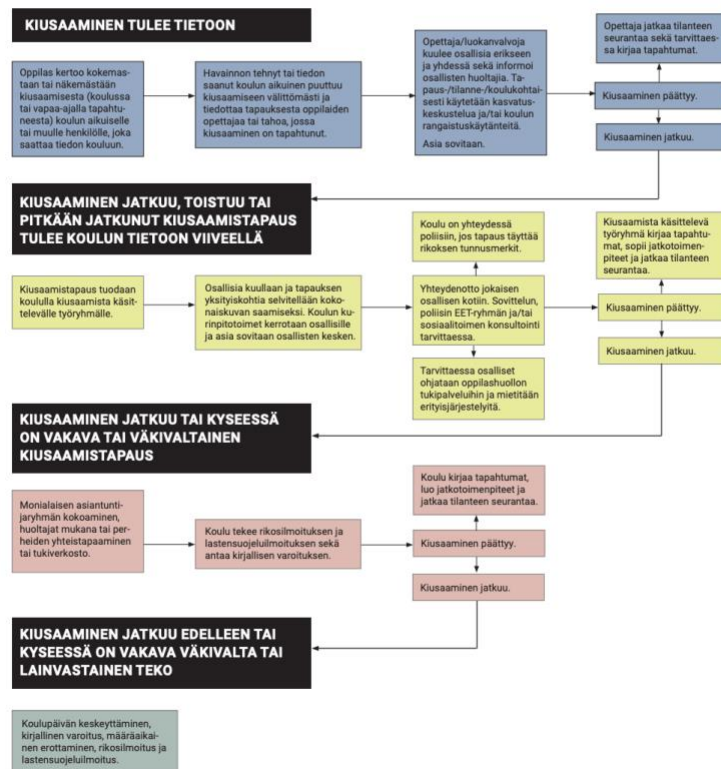 KIUSAAMINEN TULEE TIETOON
Oppilas kertoo kokemas-
taan tai näkemästään
kiusaamisesta (koulussa
tai vapaa-ajalla tapahtu-
neesta) koulun aikuiselle
tai muulle henkilölle, joka
saattaa tiedon kouluun.
Havainnon tehnyt tai tiedon
saanut koulun aikuinen puuttuu
kiusaamiseen välittömästi ja
tiedottaa tapauksesta oppilaiden
opettajaa tai tahoa, jossa
kiusaaminen on tapahtunut.
Opettaja/luokanvalvoja
kuulee osallisia erikseen
ja yhdessä sekä informoi
osallisten huoltajia. Ta-
paus-/tilanne-/koulukohtai-
sesti käytetään kasvatus-
keskustelua ja/tai koulun
rangaistuskäytänteitä.
Asia sovitaan.
Opettaja jatkaa tilanteen
seurantaa sekä tarvittaes-
sa kirjaa tapahtumat.
Kiusaaminen päättyy.
Kiusaaminen jatkuu.
KIUSAAMINEN JATKUU, TOISTUU TAI
PITKÄÄN JATKUNUT KIUSAAMISTAPAUS
TULEE KOULUN TIETOON VIIVEELLÄ
Kiusaamistapaus tuodaan
koululla kiusaamista käsit-
televälle työryhmälle.
Osallisia kuullaan ja tapauksen
yksityiskohtia selvitellään koko-
naiskuvan saamiseksi. Koulun ku-
rinpitotoimet kerrotaan osallisille
ja asia sovitaan osallisten kesken.
Koulu on yhteydessä
poliisiin, jos tapaus täyttää
rikoksen tunnusmerkit.
Yhteydenotto jokaisen
osallisen kotiin. Sovittelun,
poliisin EET-ryhmän ja/tai
sosiaalitoimen konsultointi
tarvittaessa.
Tarvittaessa osalliset
ohjataan oppilashuollon
tukipalveluihin ja mietitään
erityisjärjestelyitä.
Kiusaamista käsittelevä
työryhmä kirjaa tapahtu-
mat, sopii jatkotoimen-
piteet ja jatkaa tilanteen
seurantaa.
Kiusaaminen päättyy.
Kiusaaminen jatkuu.
KIUSAAMINEN JATKUU TAI KYSEESSÄ
ON VAKAVA TAI VÄKIVALTAINEN
KIUSAAMISTAPAUS
Monialaisen asiantunti-
jaryhmän kokoaminen,
huoltajat mukana tai per-
heiden yhteistapaaminen
tai tukiverkosto.
Koulu tekee rikosilmoituksen ja
lastensuojeluilmoituksen sekä
antaa kirjallisen varoituksen.
Koulu kirjaa tapahtumat,
luo jatkotoimenpiteet ja
jatkaa tilanteen seurantaa.
Kiusaaminen päättyy.
Kiusaaminen jatkuu.
KIUSAAMINEN JATKUU EDELLEEN TAI
KYSEESSÄ ON VAKAVA VÄKIVALTA TAI
LAINVASTAINEN TEKO
Koulupäivän keskeyttäminen,
kirjallinen varoitus, määräaikai-
nen erottaminen, rikosilmoitus ja
lastensuojeluilmoitus.